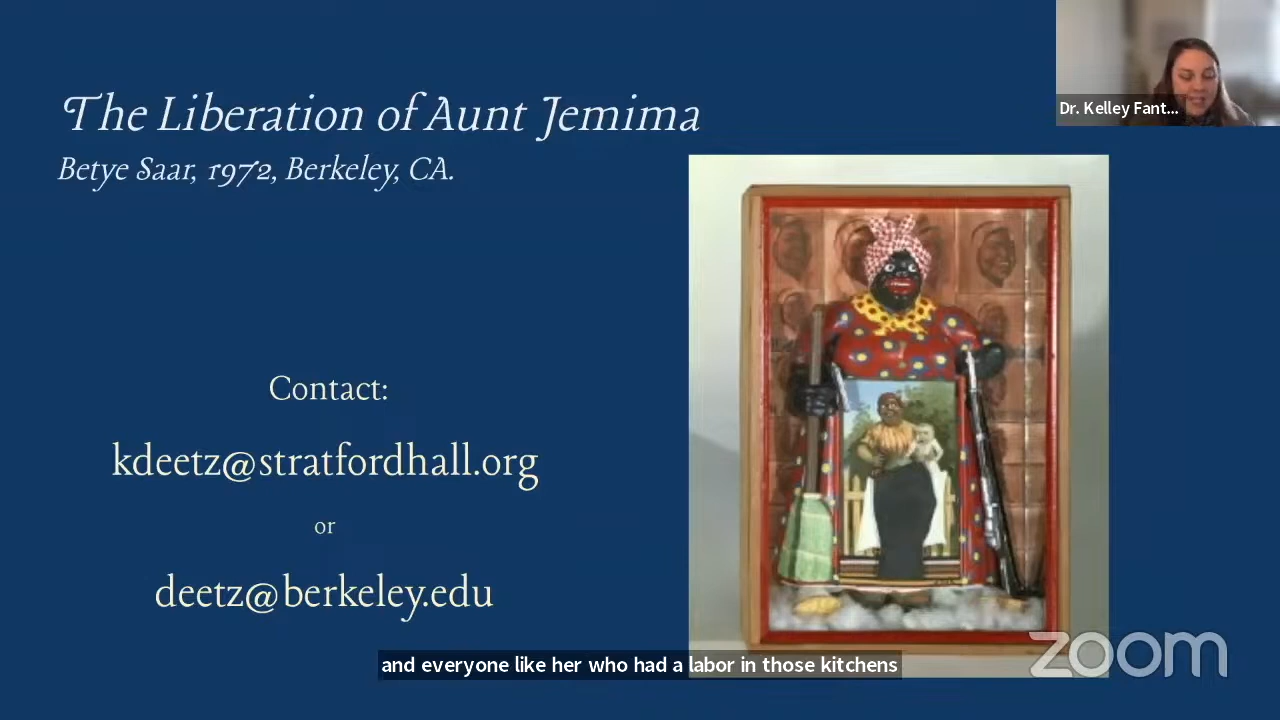 The Liberation of Aunt Jemima
Betye Saar, 1972, Berkeley, CA.
Dr. Kelley Fant...
Contact:
kdeetz@stratfordhall.org
or
deetz@berkeley.edu
and everyone like her who had a labor in those kitchens
zoom